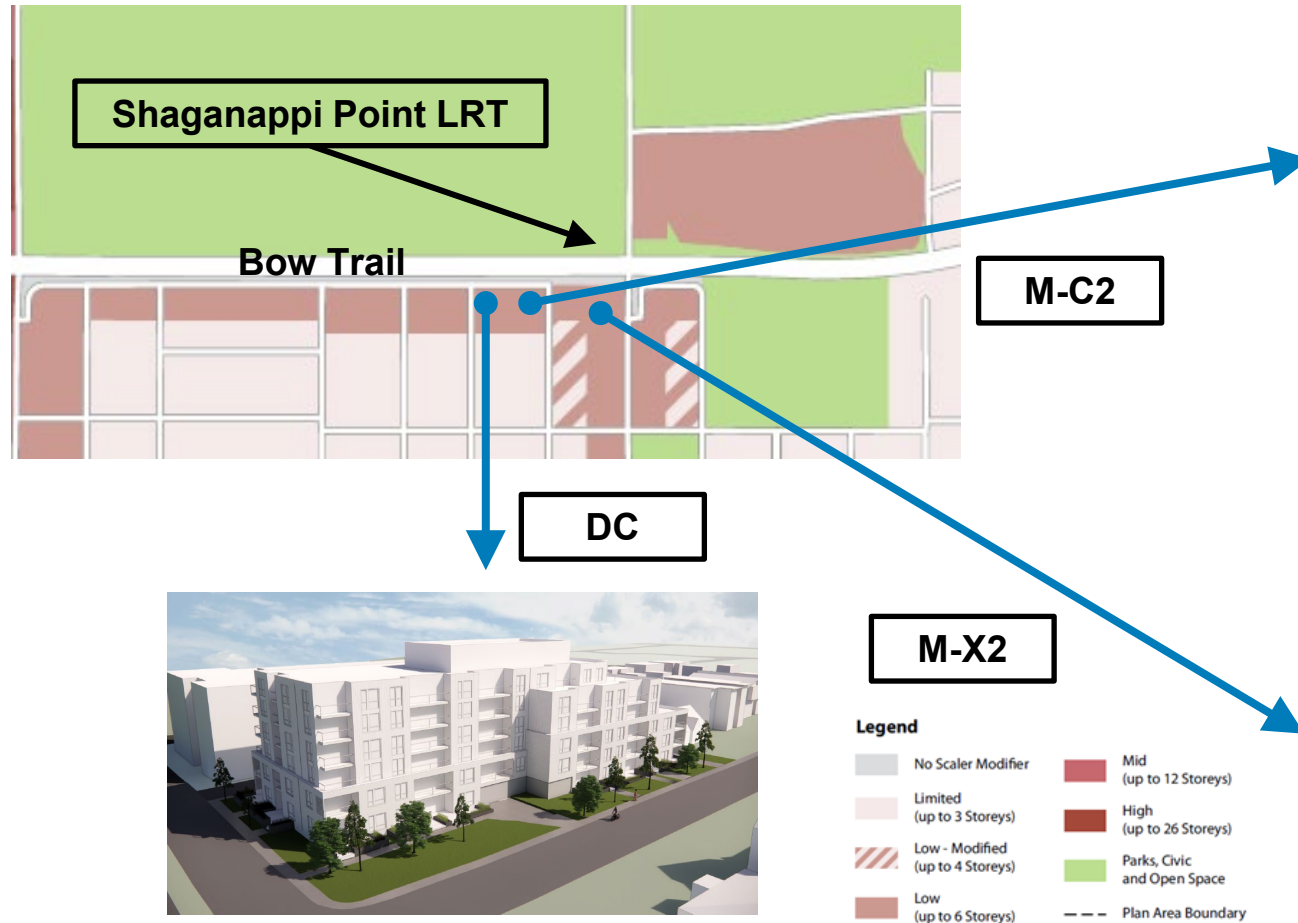 Shaganappi Point LRT
Bow Trail
M-C2
DC
M-X2
Legend
No Scaler Modifier
Limited
(up to 3 Storeys)
Low - Modified
(up to 4 Storeys)
Low
(up to 6 Storeys)
Mid
(up to 12 Storeys)
High
(up to 26 Storeys)
Parks, Civic
and Open Space
Plan Area Boundary